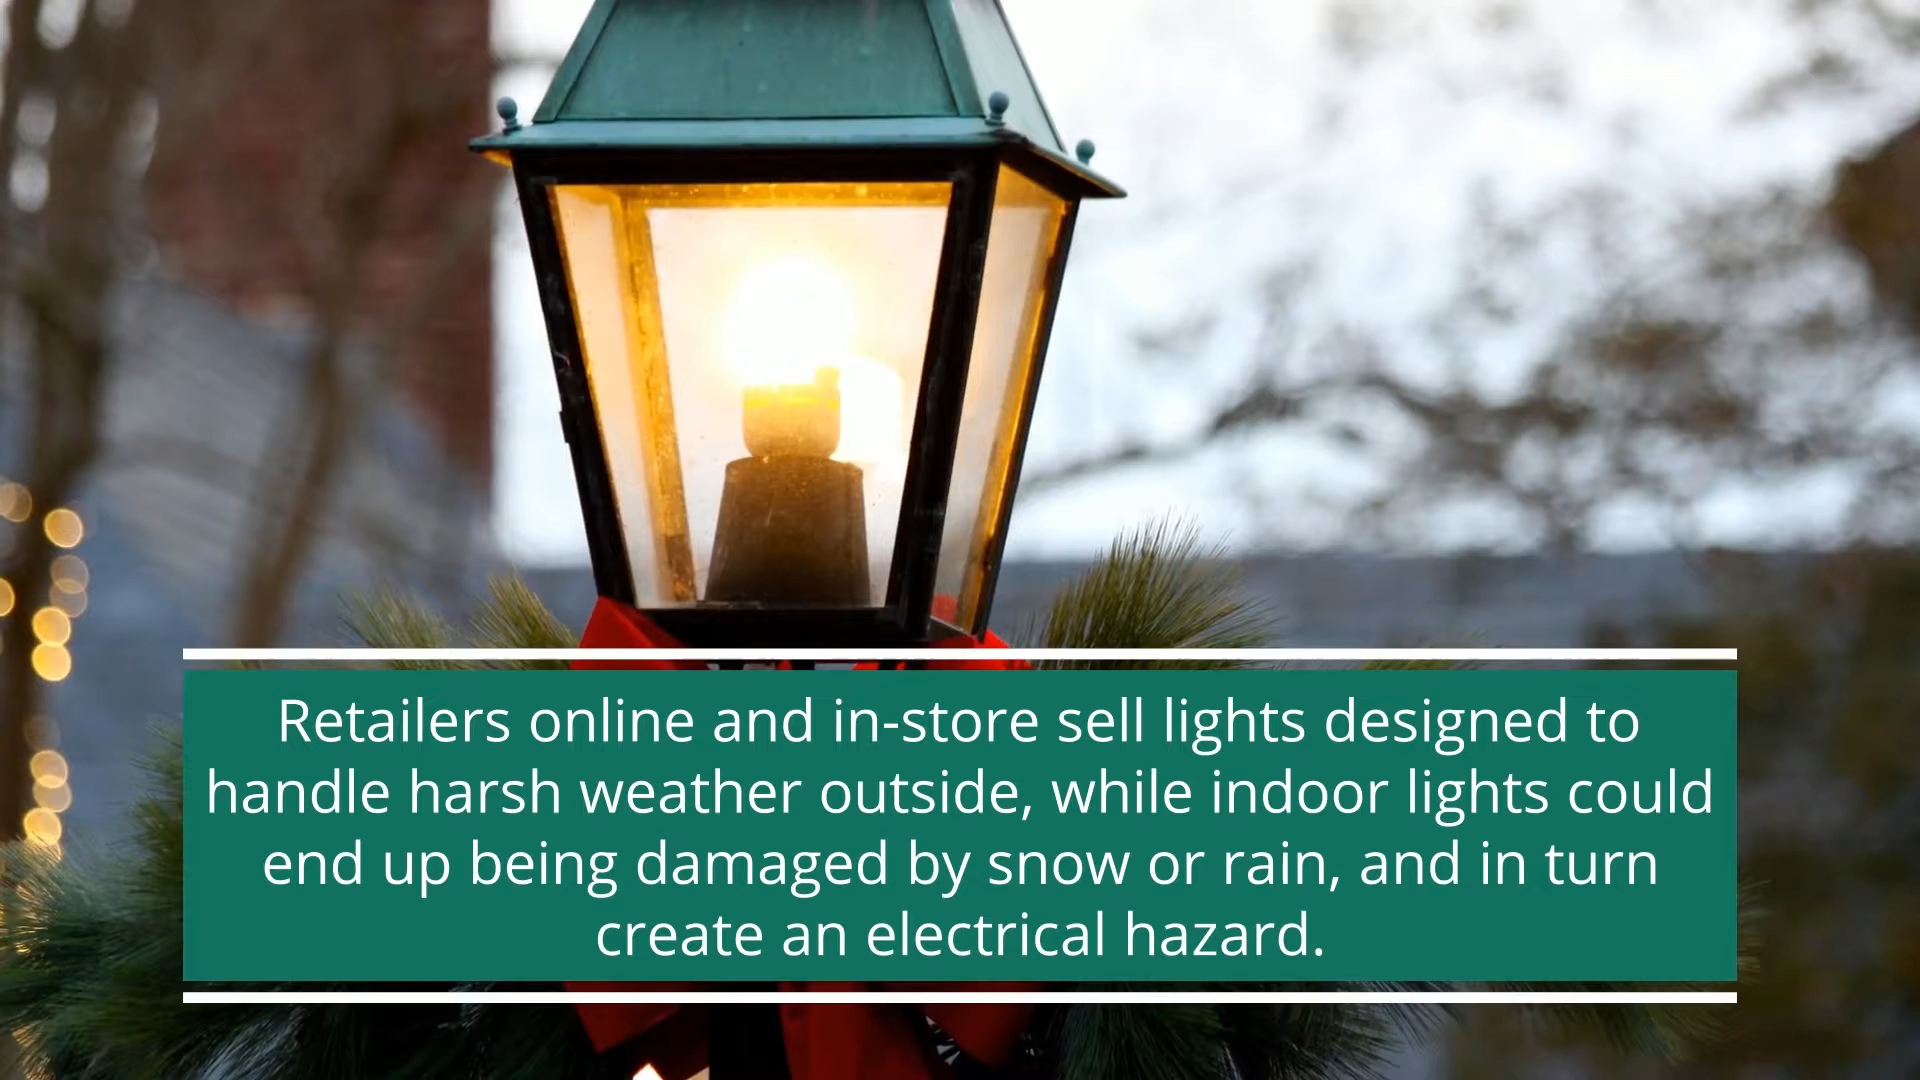 Retailers online and in-store sell lights designed to
handle harsh weather outside, while indoor lights could
end up being damaged by snow or rain, and in turn
create an electrical hazard.